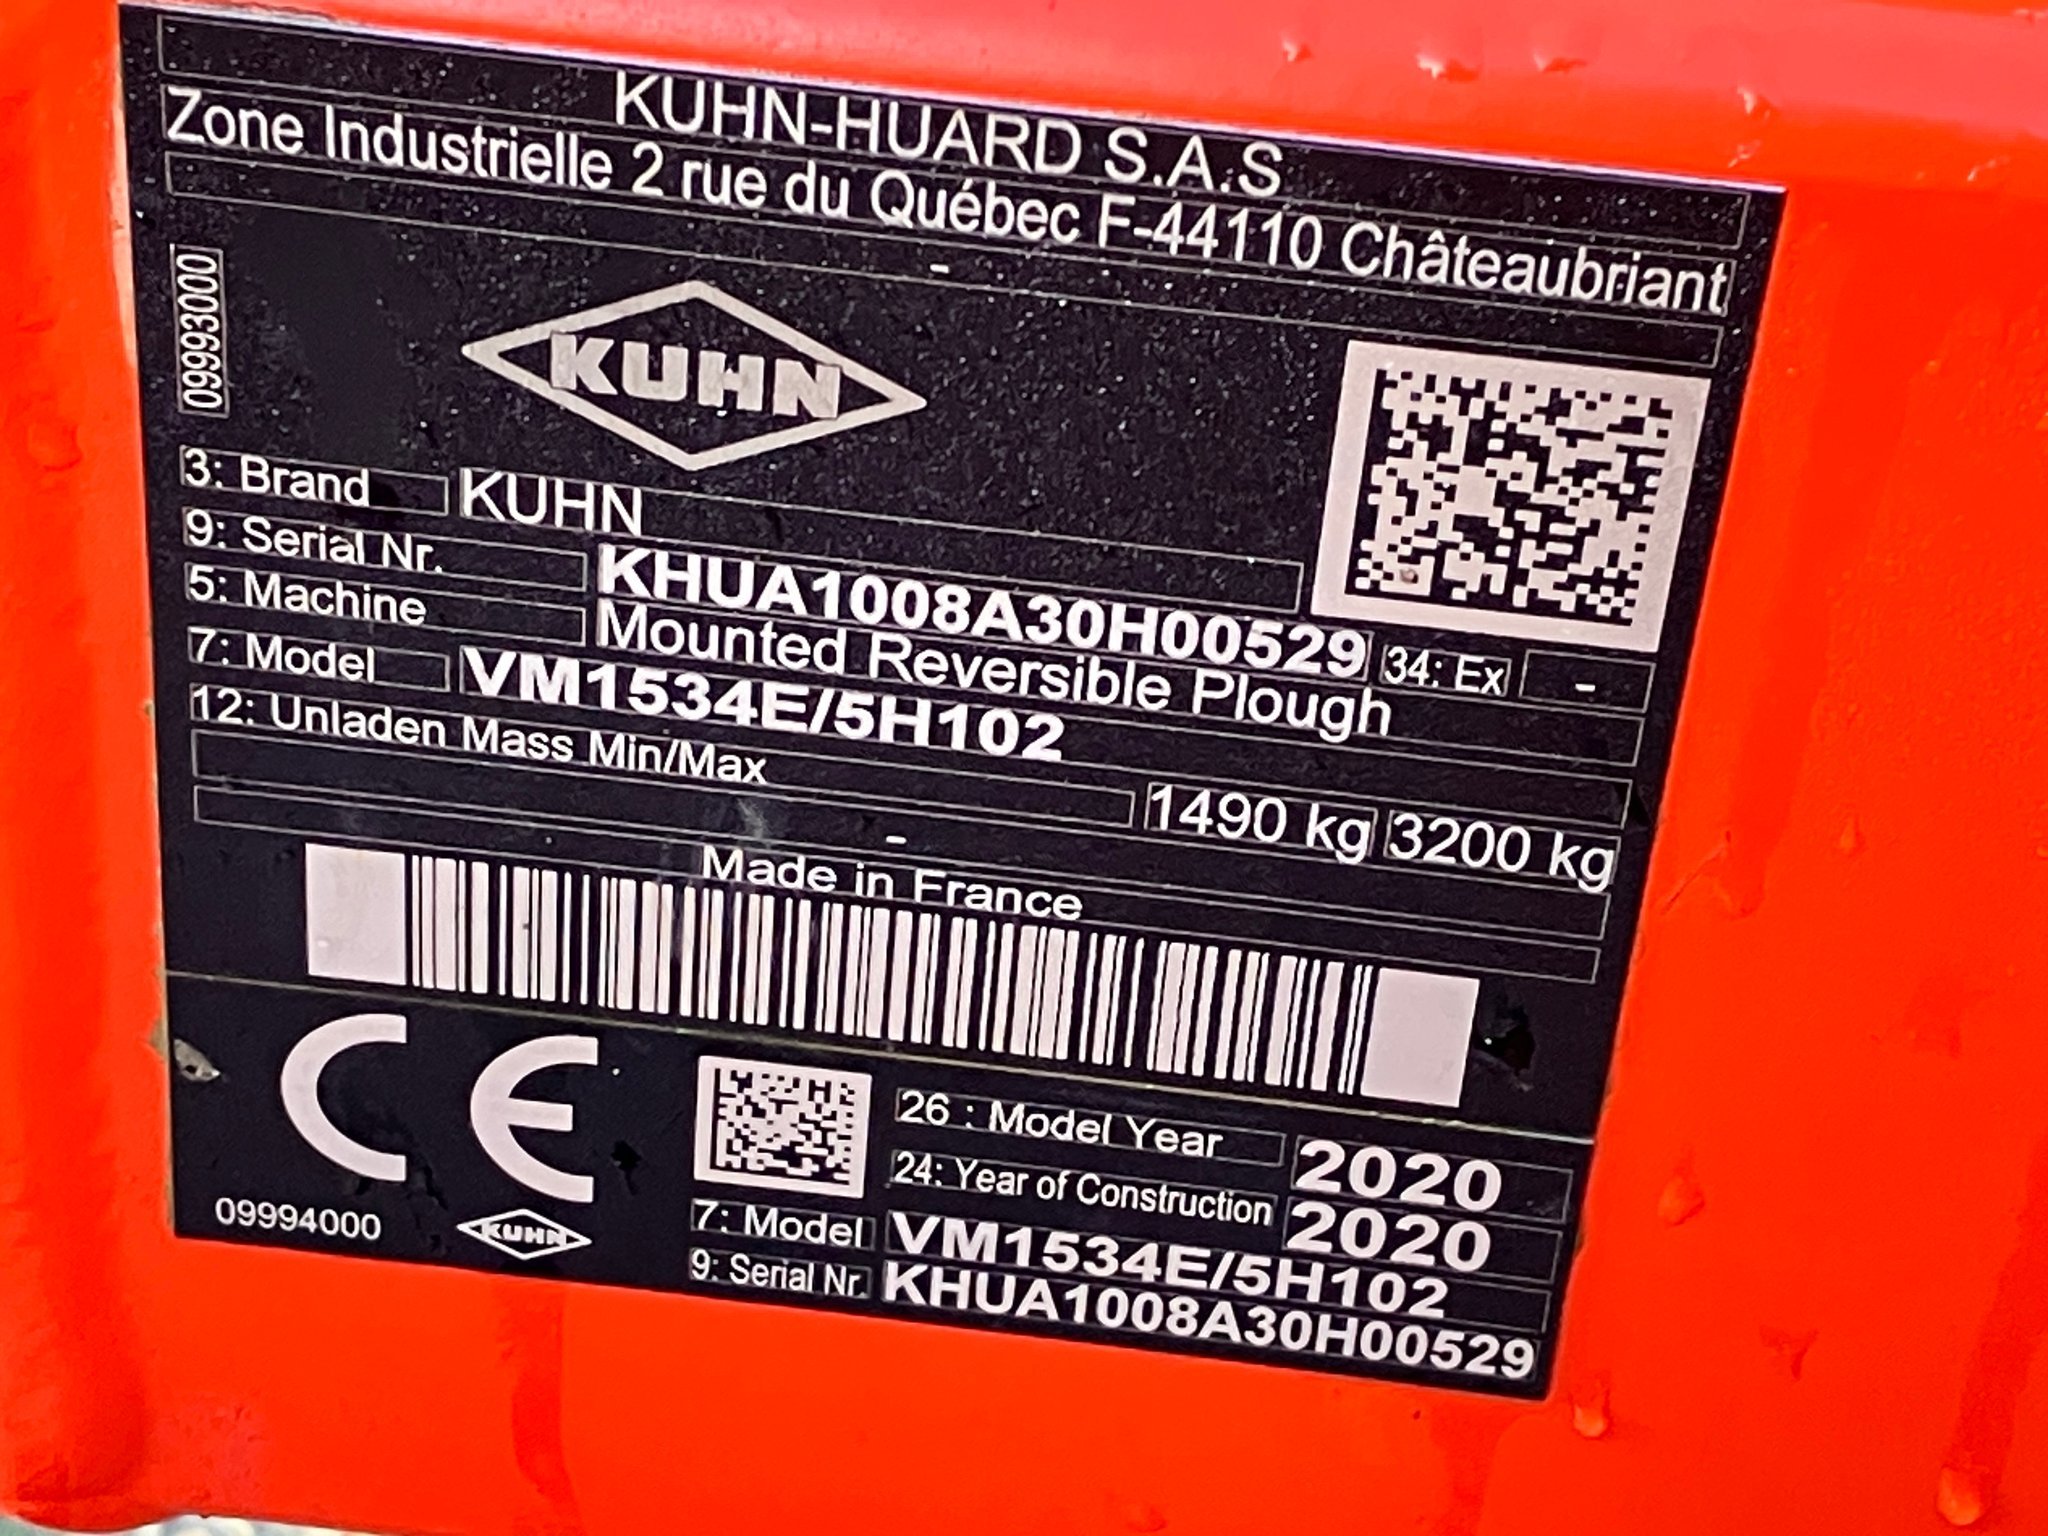 KUHN-HUARD S.A.S
Zone Industrielle 2 rue du Québec F-44110 Châteaubriant
-
09993000
KUHN
3: Brand KUHN
9: Serial Nr. KHUA1008A30H00529 34: Ex -
5: Machine Mounted Reversible Plough
7: Model VM1534E/5H102
12: Unladen Mass Min/Max 1490 kg 3200 kg
-
Made in France
CE
26 : Model Year 2020
24: Year of Construction 2020
7: Model VM1534E/5H102
9: Serial Nr. KHUA1008A30H00529
09994000
KUHN